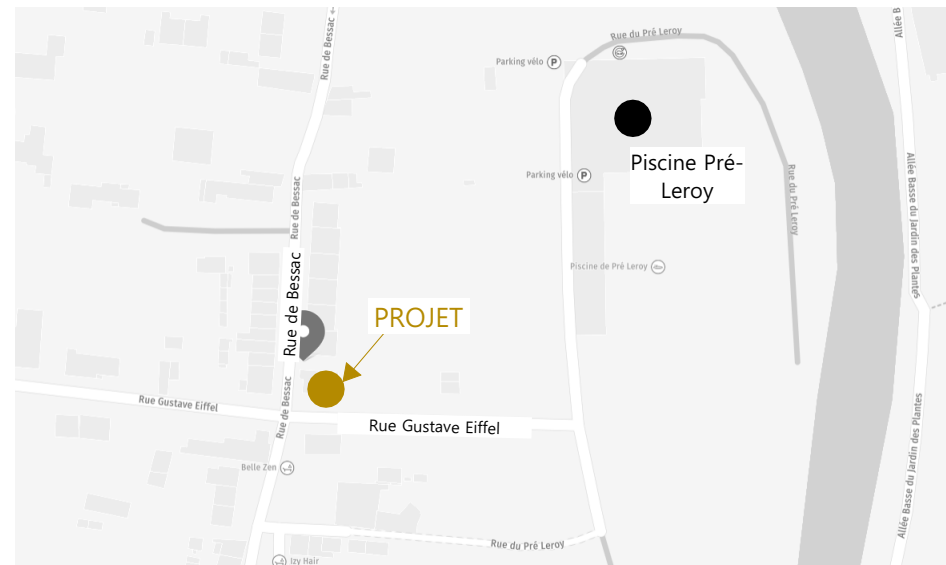 Rue de Bessac
Allée B
Rue du Pré Leroy
Parking vélo P
Piscine Pré-
Leroy
Parking vélo P
Allée Basse du Jardin des Plantes
Rue de Bessac
Rue du Pré Leroy
Rue de Bessac
Piscine de Pré Leroy
PROJET
Rue de Bessac
Rue Gustave Eiffel
Rue Gustave Eiffel
Belle Zen
Allée Basse du Jardin des Plantes
Rue du Pré Leroy
Izy Hair